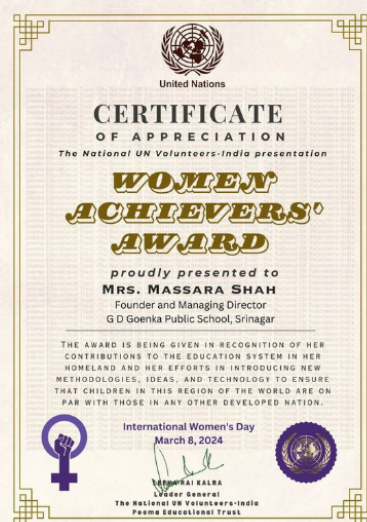 United Nations
CERTIFICATE
OF APPRECIATION
The National UN Volunteers-India presentation
WOMEN
ACHIEVERS'
AWARD
proudly presented to
MRS. MASSARA SHAH
Founder and Managing Director
G D Goenka Public School, Srinagar
THE AWARD IS BEING GIVEN IN RECOGNITION OF HER
CONTRIBUTIONS TO THE EDUCATION SYSTEM IN HER
HOMELAND AND HER EFFORTS IN INTRODUCING NEW
METHODOLOGIES, IDEAS, AND TECHNOLOGY TO ENSURE
THAT CHILDREN IN THIS REGION OF THE WORLD ARE ON
PAR WITH THOSE IN ANY OTHER DEVELOPED NATION.
International Women's Day
March 8, 2024
RAI KALRA
Leader General
The National UN Volunteers-India
Poema Educational Trust